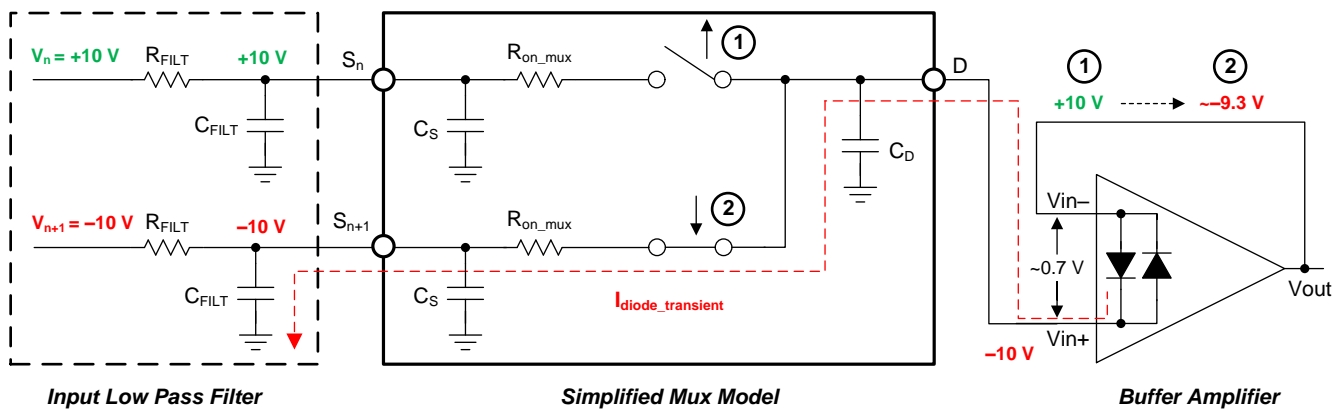 Vn = +10 V
RFILT
+10 V
Sn
Ron_mux
1
D
1
2
+10 V
~–9.3 V
CFILT
CS
CD
Vn+1 = –10 V
RFILT
–10 V
Sn+1
Ron_mux
2
Vin–
~0.7 V
Vout
CFILT
CS
Idiode_transient
Vin+
–10 V
Input Low Pass Filter
Simplified Mux Model
Buffer Amplifier